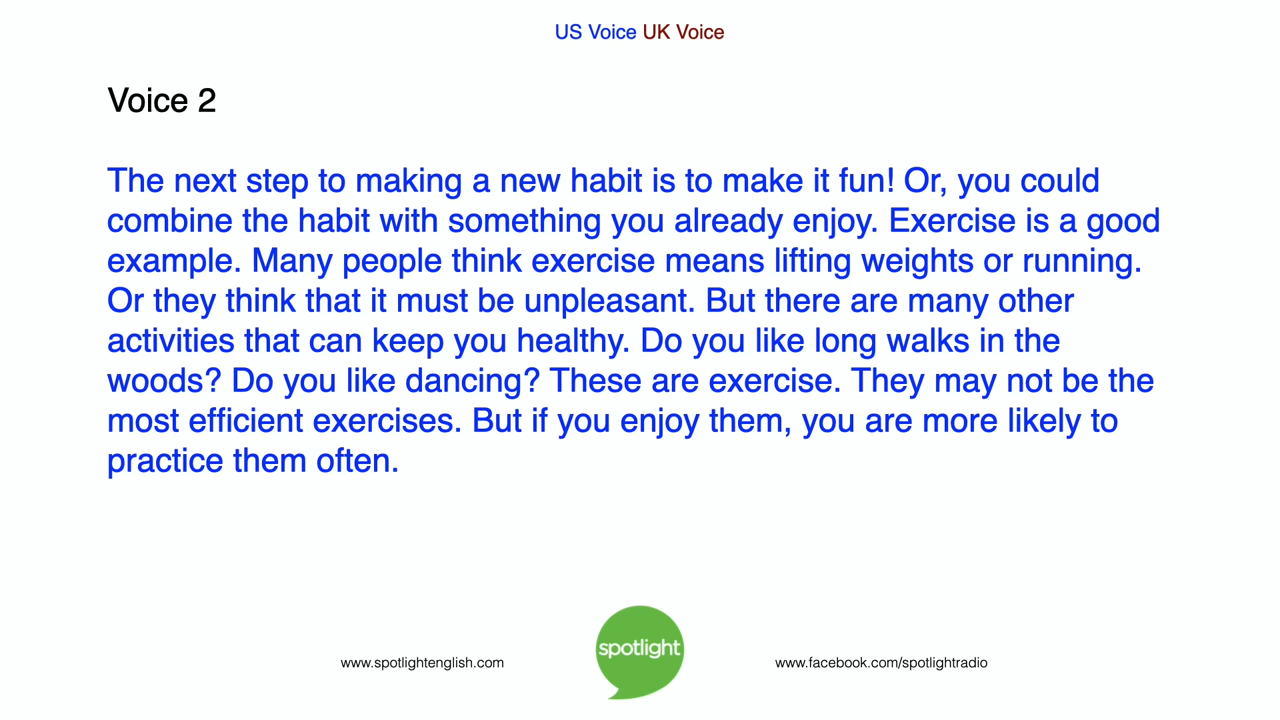 US Voice UK Voice
Voice 2
The next step to making a new habit is to make it fun! Or, you could
combine the habit with something you already enjoy. Exercise is a good
example. Many people think exercise means lifting weights or running.
Or they think that it must be unpleasant. But there are many other
activities that can keep you healthy. Do you like long walks in the
woods? Do you like dancing? These are exercise. They may not be the
most efficient exercises. But if you enjoy them, you are more likely to
practice them often.
www.spotlightenglish.com
spotlight
www.facebook.com/spotlightradio